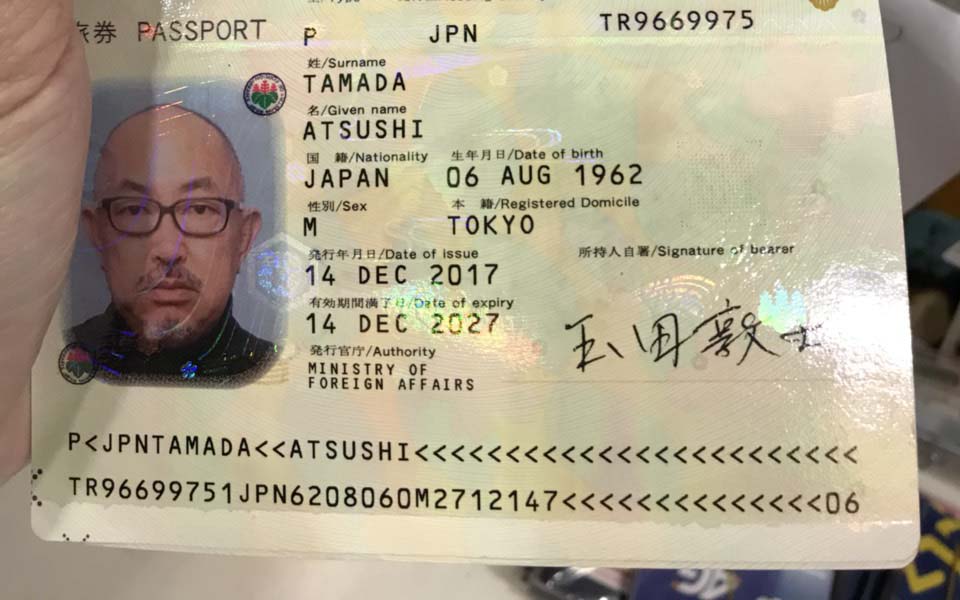 旅券 PASSPORT P JPN TR9669975
姓/Surname
TAMADA
名/Given name
ATSUSHI
国 籍/Nationality 生年月日/Date of birth
JAPAN 06 AUG 1962
性別/Sex 本 籍/Registered Domicile
M TOKYO
発行年月日/Date of issue 所持人自署/Signature of bearer
14 DEC 2017
有効期間満了日/Date of expiry
14 DEC 2027
玉田敦士
発行官庁/Authority
MINISTRY OF
FOREIGN AFFAIRS
P<JPNTAMADA<<ATSUSHI<<<<<<<<<<<<<<<<<<<<<<<<
TR96699751JPN6208060M2712147<<<<<<<<<<<<<<06